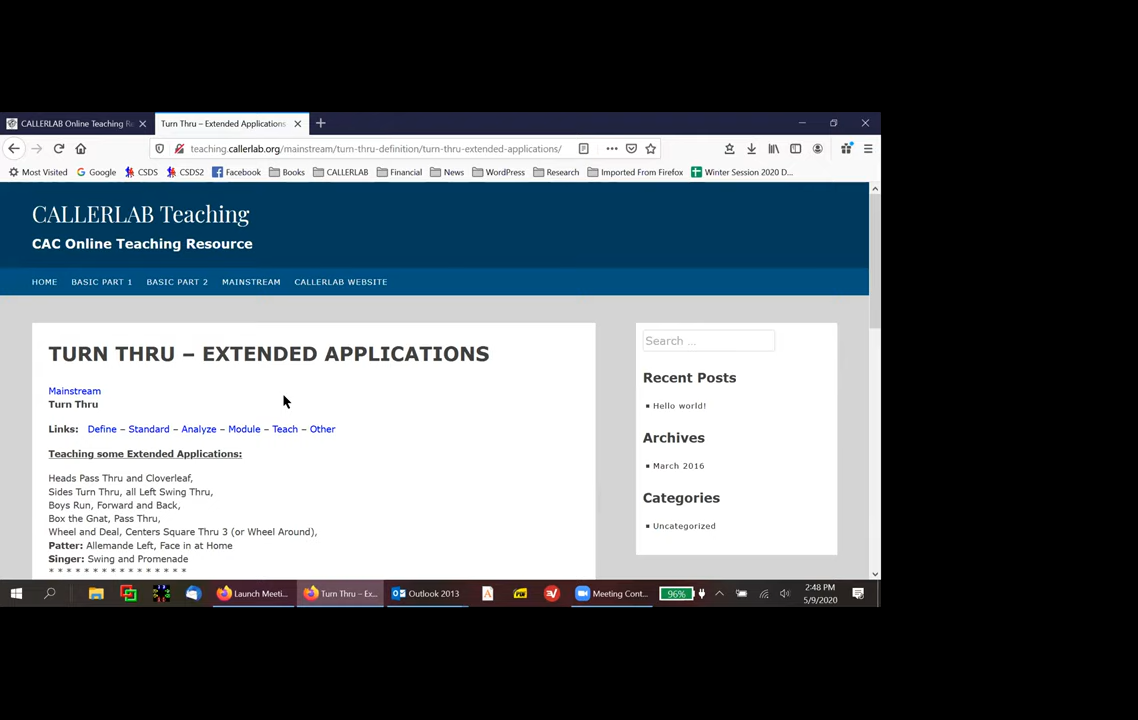 CALLERLAB Online Teaching Re
Turn Thru – Extended Applications
teaching.callerlab.org/mainstream/turn-thru-definition/turn-thru-extended-applications/
Most Visited Google CSDS CSDS2 Facebook Books CALLERLAB Financial News WordPress Research Imported From Firefox Winter Session 2020 D...
CALLERLAB Teaching
CAC Online Teaching Resource
HOME BASIC PART 1 BASIC PART 2 MAINSTREAM CALLERLAB WEBSITE
TURN THRU – EXTENDED APPLICATIONS
Mainstream
Turn Thru
Links: Define – Standard – Analyze – Module – Teach – Other
Teaching some Extended Applications:
Heads Pass Thru and Cloverleaf,
Sides Turn Thru, all Left Swing Thru,
Boys Run, Forward and Back,
Box the Gnat, Pass Thru,
Wheel and Deal, Centers Square Thru 3 (or Wheel Around),
Patter: Allemande Left, Face in at Home
Singer: Swing and Promenade
* * * * * * * * * * * * * * *
Search ...
Recent Posts
Hello world!
Archives
March 2016
Categories
Uncategorized
Launch Meeti... Turn Thru – Ex... Outlook 2013 Meeting Cont... 96%
2:48 PM
5/9/2020